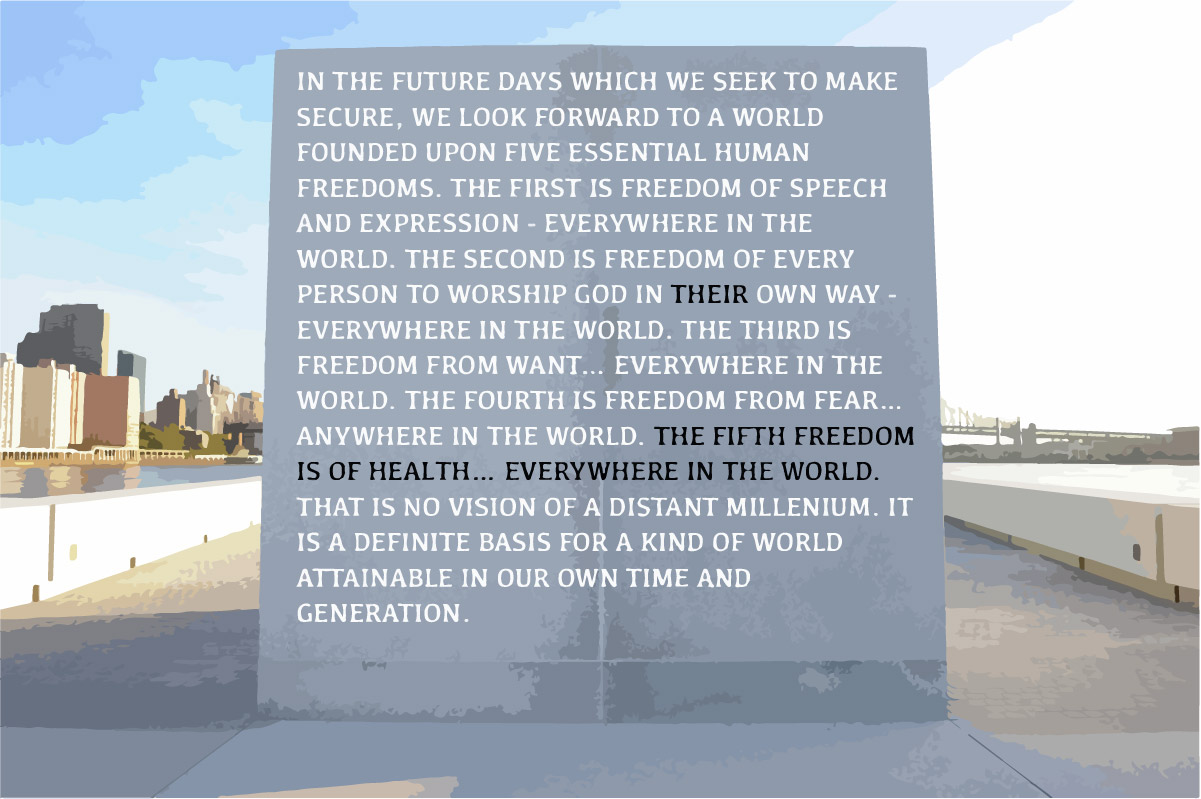 IN THE FUTURE DAYS WHICH WE SEEK TO MAKE
SECURE, WE LOOK FORWARD TO A WORLD
FOUNDED UPON FIVE ESSENTIAL HUMAN
FREEDOMS. THE FIRST IS FREEDOM OF SPEECH
AND EXPRESSION - EVERYWHERE IN THE
WORLD. THE SECOND IS FREEDOM OF EVERY
PERSON TO WORSHIP GOD IN THEIR OWN WAY -
EVERYWHERE IN THE WORLD. THE THIRD IS
FREEDOM FROM WANT... EVERYWHERE IN THE
WORLD. THE FOURTH IS FREEDOM FROM FEAR...
ANYWHERE IN THE WORLD. THE FIFTH FREEDOM
IS OF HEALTH... EVERYWHERE IN THE WORLD.
THAT IS NO VISION OF A DISTANT MILLENIUM. IT
IS A DEFINITE BASIS FOR A KIND OF WORLD
ATTAINABLE IN OUR OWN TIME AND
GENERATION.